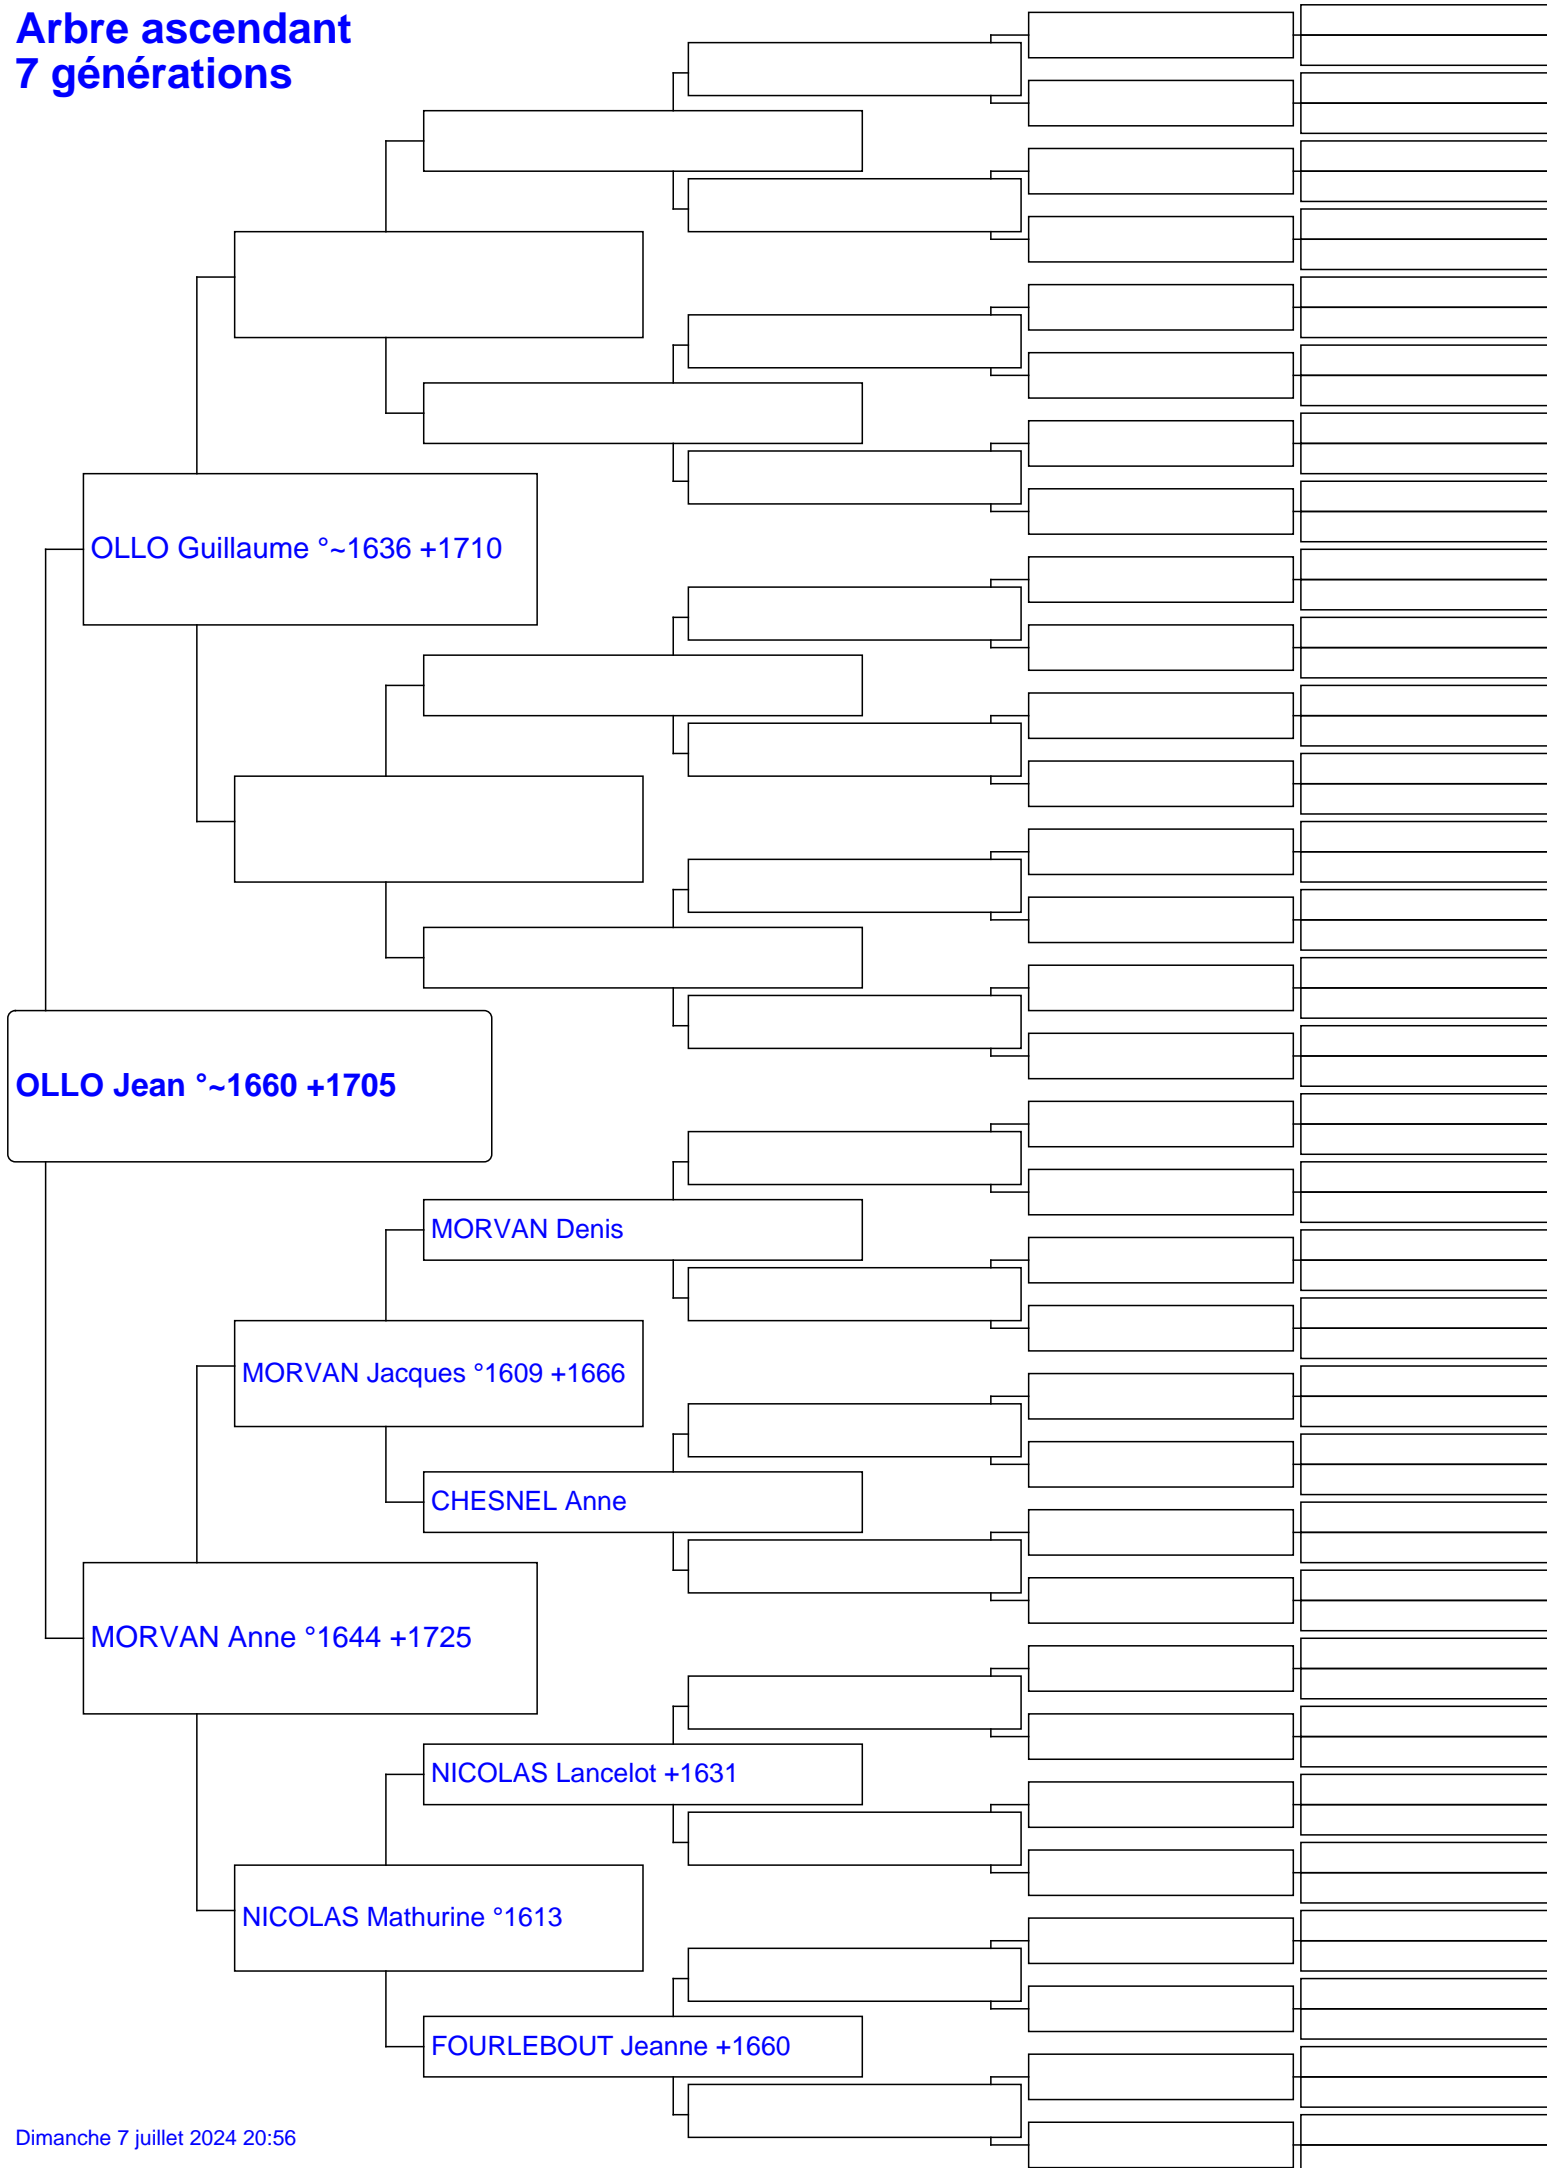 Arbre ascendant
7 générations
OLLO Guillaume °~1636 +1710
OLLO Jean °~1660 +1705
MORVAN Denis
MORVAN Jacques °1609 +1666
CHESNEL Anne
MORVAN Anne °1644 +1725
NICOLAS Lancelot +1631
NICOLAS Mathurine °1613
FOURLEBOUT Jeanne +1660
Dimanche 7 juillet 2024 20:56